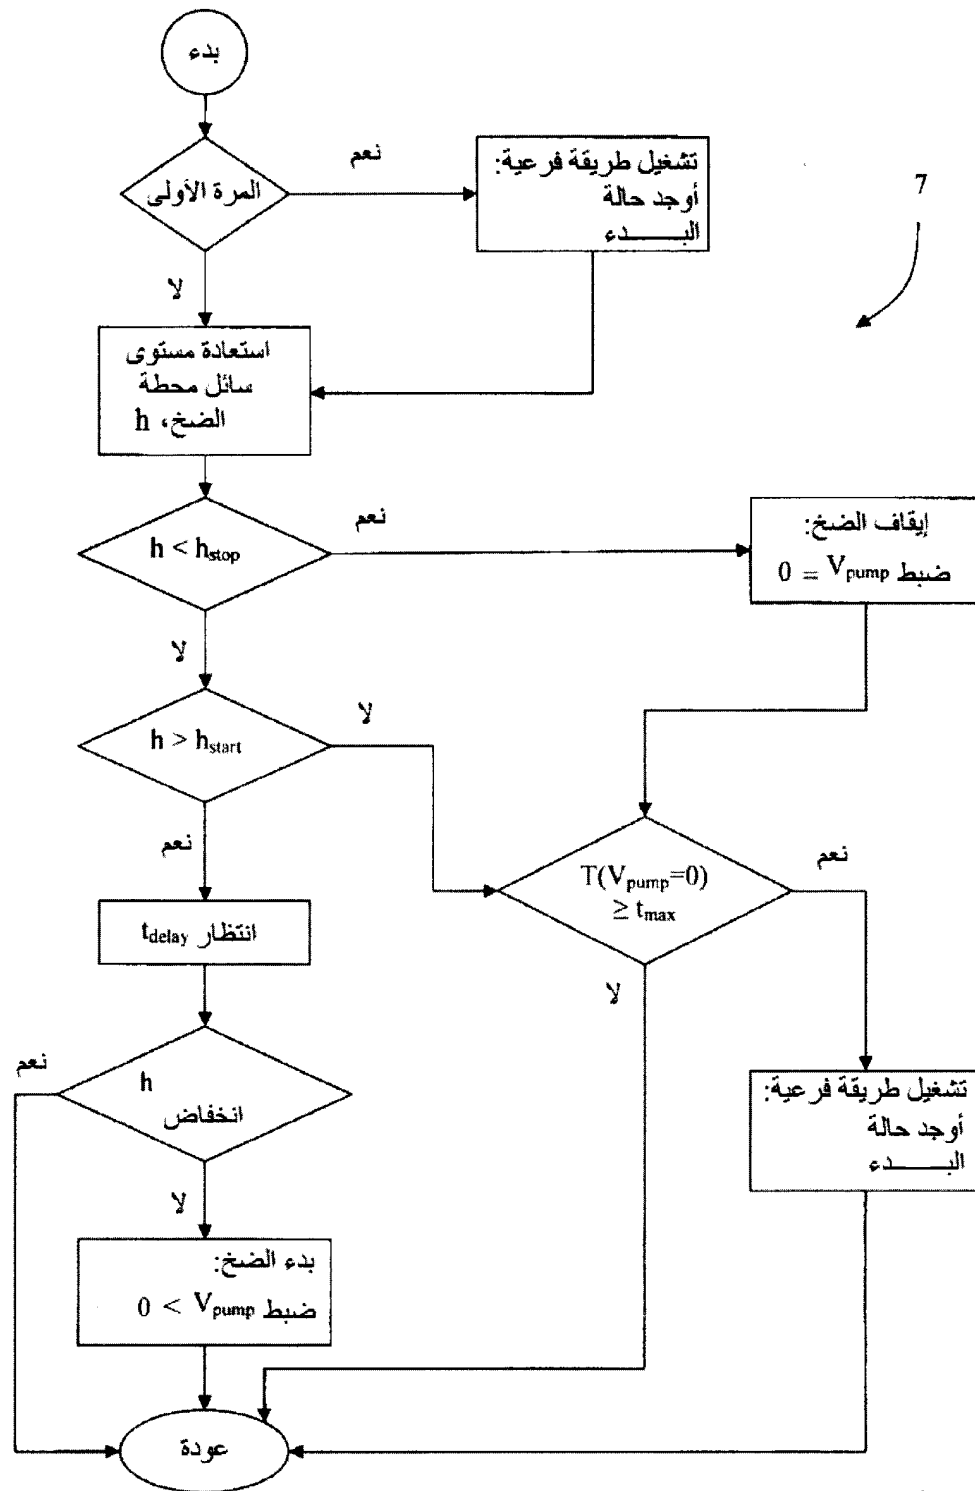 بدء
المرة الأولى
نعم
تشغيل طريقة فرعية:
أوجد حالة
البـــــــدء
7
لا
استعادة مستوى
سائل محطة
الضخ، h
h < hstop
نعم
إيقاف الضخ:
ضبط Vpump = 0
لا
h > hstart
لا
نعم
T(Vpump=0)
≥ tmax
نعم
لا
انتظار tdelay
h
انخفاض
نعم
لا
تشغيل طريقة فرعية:
أوجد حالة
البـــــــدء
بدء الضخ:
ضبط Vpump > 0
عودة